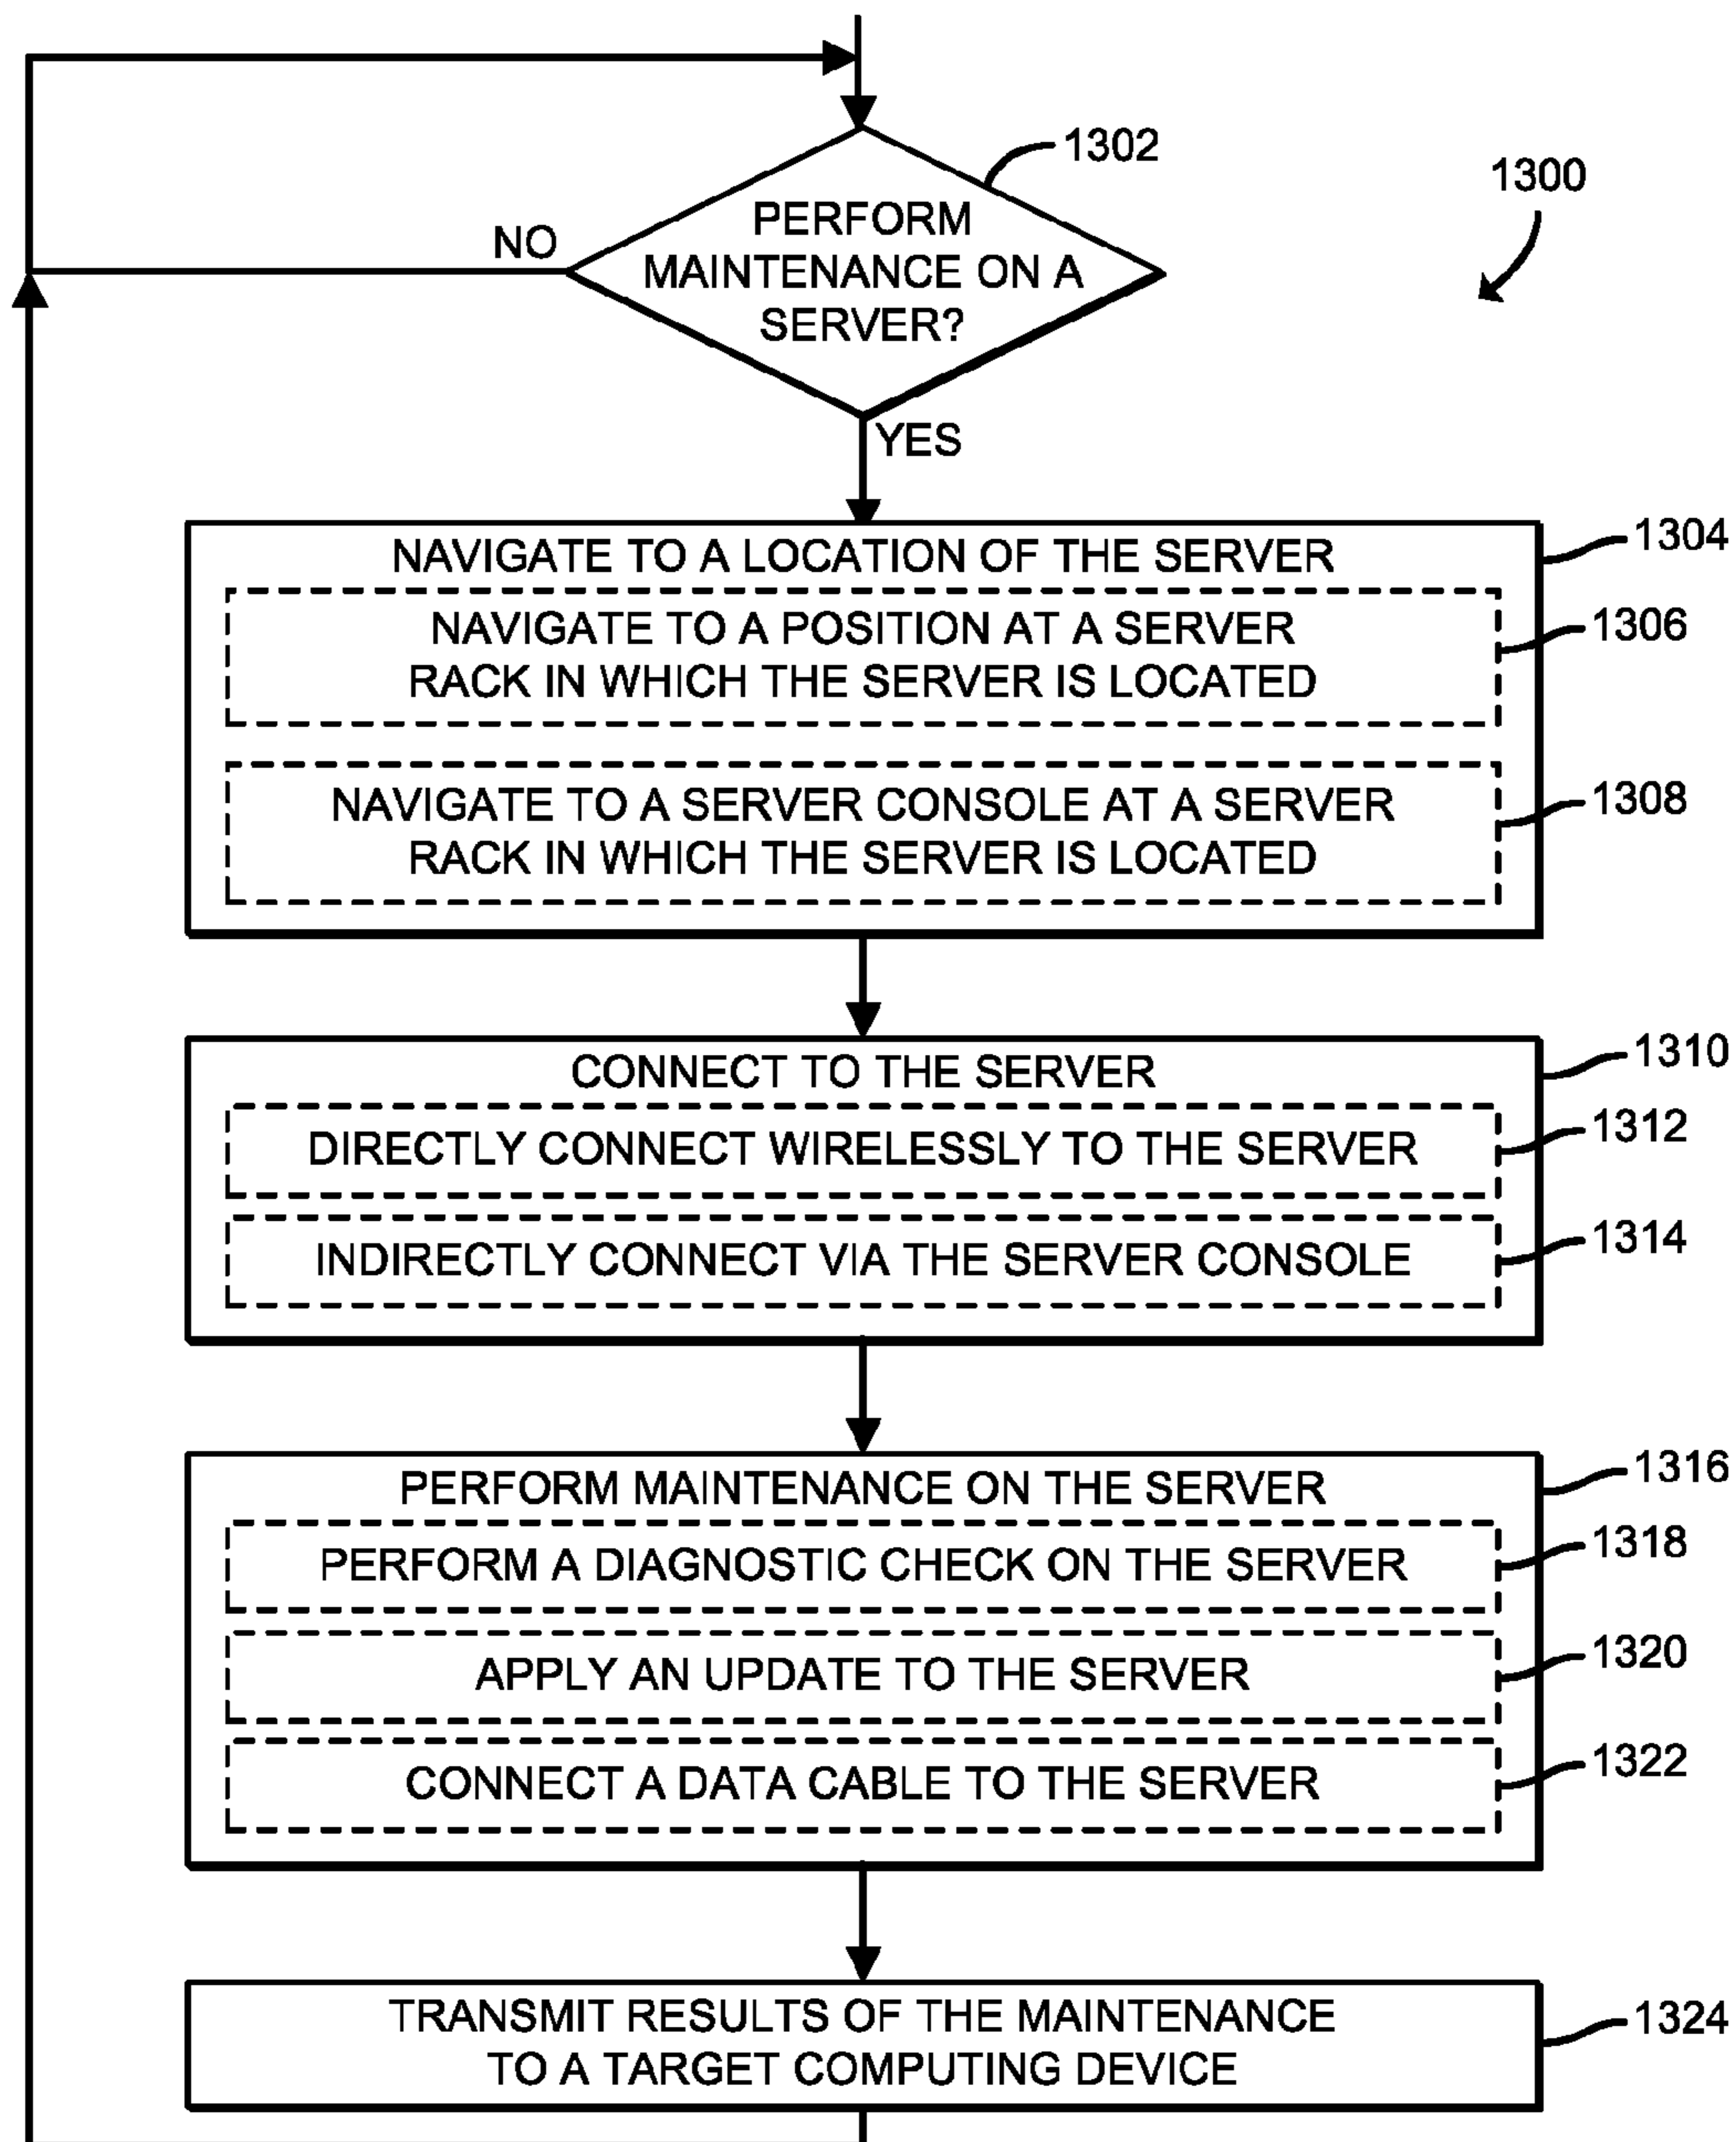 1302
1300
PERFORM
MAINTENANCE ON A
SERVER?
NO
YES
NAVIGATE TO A LOCATION OF THE SERVER
1304
NAVIGATE TO A POSITION AT A SERVER
RACK IN WHICH THE SERVER IS LOCATED
1306
NAVIGATE TO A SERVER CONSOLE AT A SERVER
RACK IN WHICH THE SERVER IS LOCATED
1308
CONNECT TO THE SERVER
1310
DIRECTLY CONNECT WIRELESSLY TO THE SERVER
1312
INDIRECTLY CONNECT VIA THE SERVER CONSOLE
1314
PERFORM MAINTENANCE ON THE SERVER
1316
PERFORM A DIAGNOSTIC CHECK ON THE SERVER
1318
APPLY AN UPDATE TO THE SERVER
1320
CONNECT A DATA CABLE TO THE SERVER
1322
TRANSMIT RESULTS OF THE MAINTENANCE
TO A TARGET COMPUTING DEVICE
1324